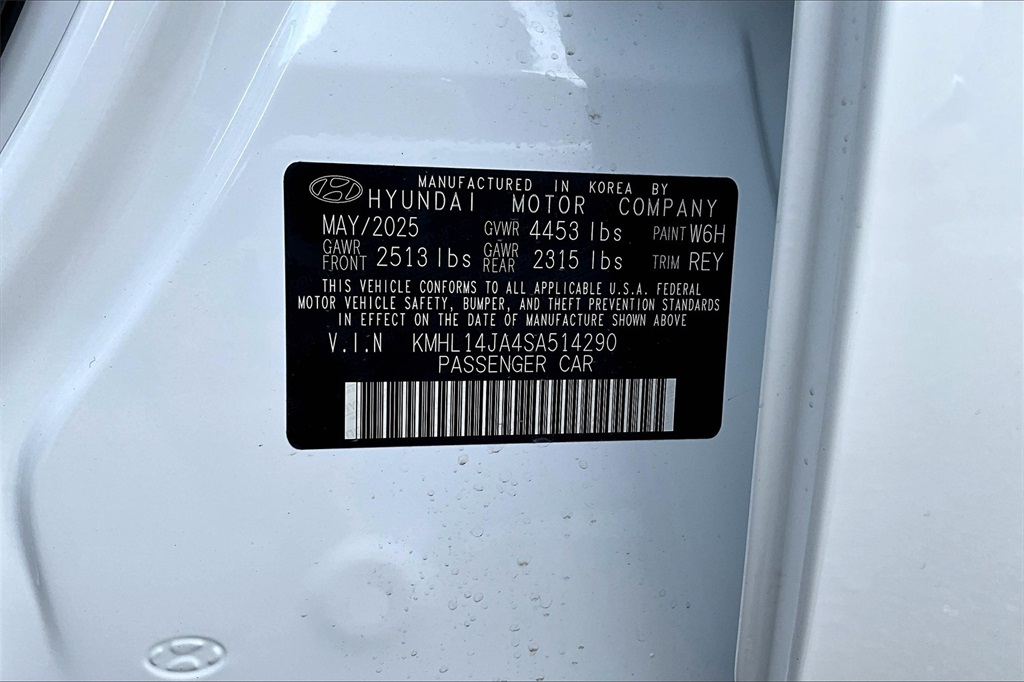 MANUFACTURED IN KOREA BY
HYUNDAI MOTOR COMPANY
MAY/2025 GVWR 4453 lbs PAINT W6H
GAWR FRONT 2513 lbs GAWR REAR 2315 lbs TRIM REY
THIS VEHICLE CONFORMS TO ALL APPLICABLE U.S.A. FEDERAL
MOTOR VEHICLE SAFETY, BUMPER, AND THEFT PREVENTION STANDARDS
IN EFFECT ON THE DATE OF MANUFACTURE SHOWN ABOVE
V.I.N KMHL14JA4SA514290
PASSENGER CAR